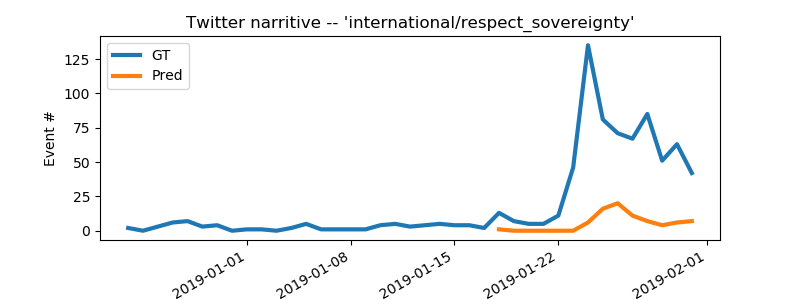 Twitter narritive -- 'international/respect_sovereignty'
GT
Pred
Event #
125
100
75
50
25
0
2019-01-01
2019-01-08
2019-01-15
2019-01-22
2019-02-01